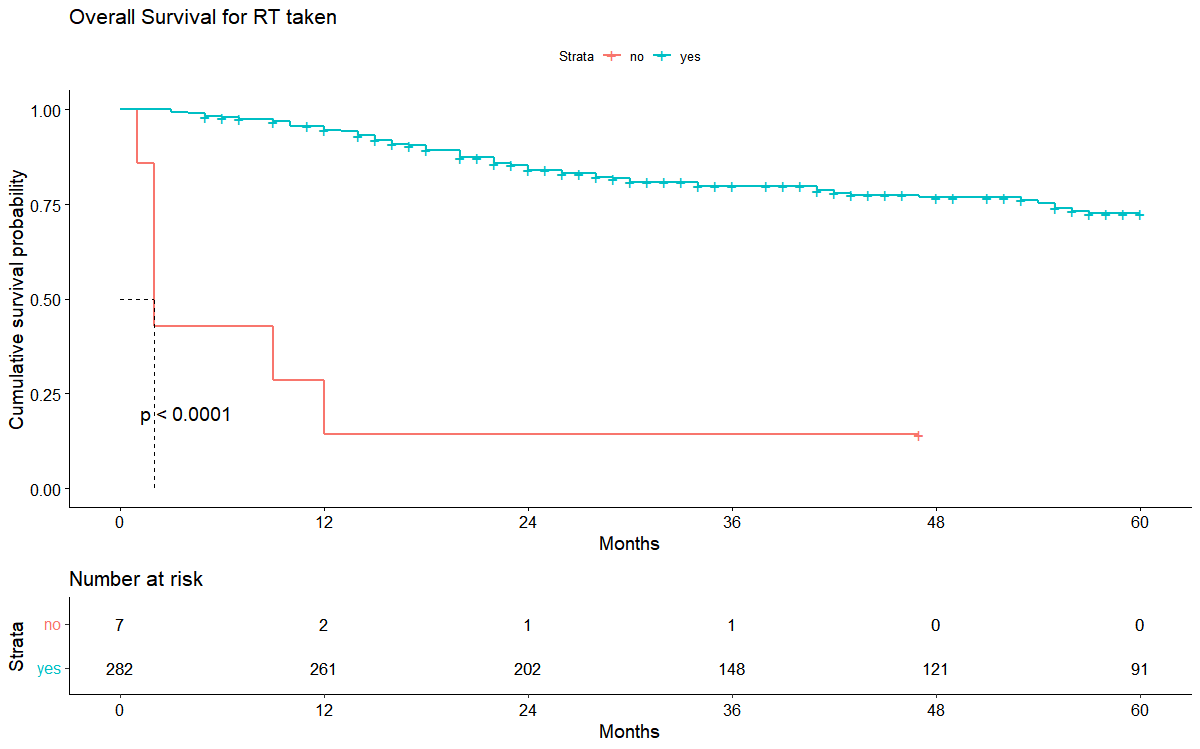 Overall Survival for RT taken
Strata no yes
Cumulative survival probability
1.00
0.75
0.50
0.25
0.00
p < 0.0001
0 12 24 36 48 60
Months
Number at risk
Strata
no 7 2 1 1 0 0
yes 282 261 202 148 121 91
0 12 24 36 48 60
Months